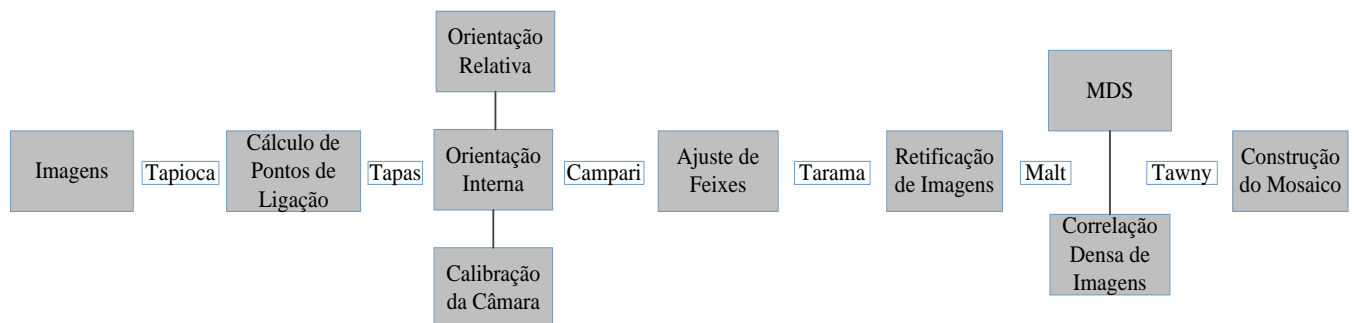 Imagens
Tapioca
Cálculo de
Pontos de
Ligação
Tapas
Orientação
Relativa
Orientação
Interna
Calibração
da Câmara
Campari
Ajuste de
Feixes
Tarama
Retificação
de Imagens
Malt
MDS
Correlação
Densa de
Imagens
Tawny
Construção
do Mosaico